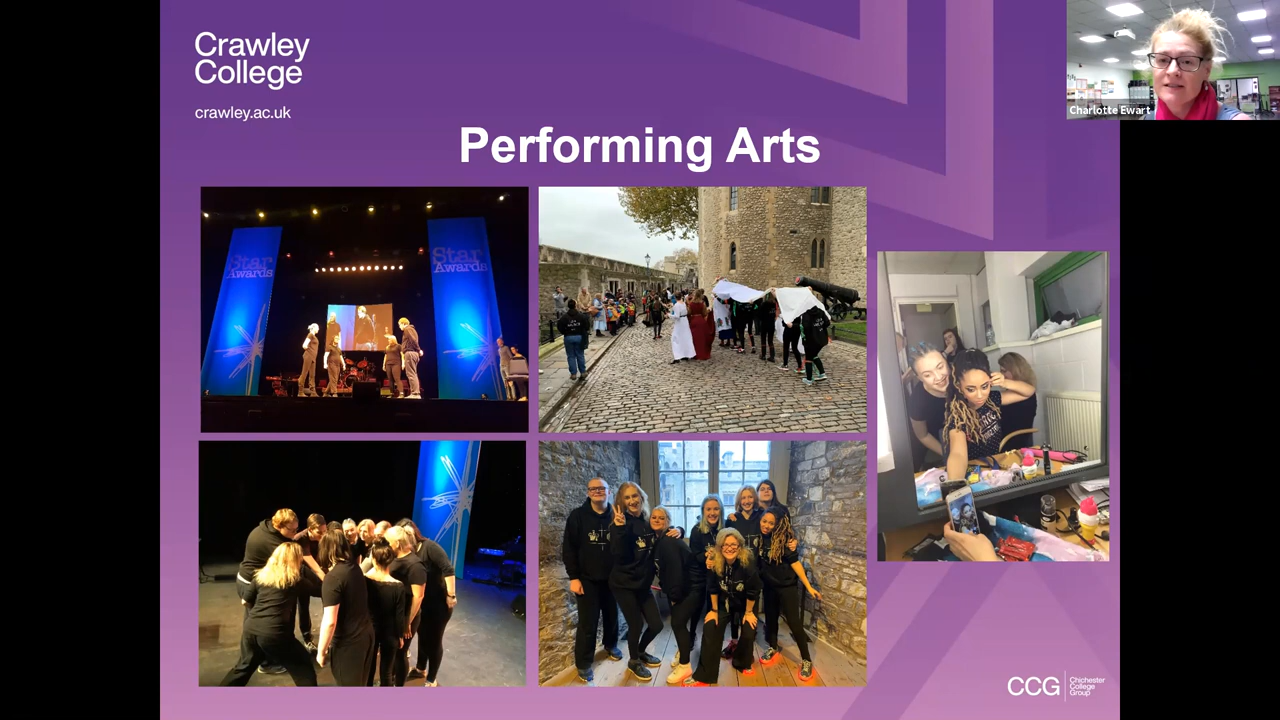 Crawley
College
crawley.ac.uk
Charlotte Ewart
Performing Arts
Star
Awards
Star
Awards
CCG
Chichester
College
Group